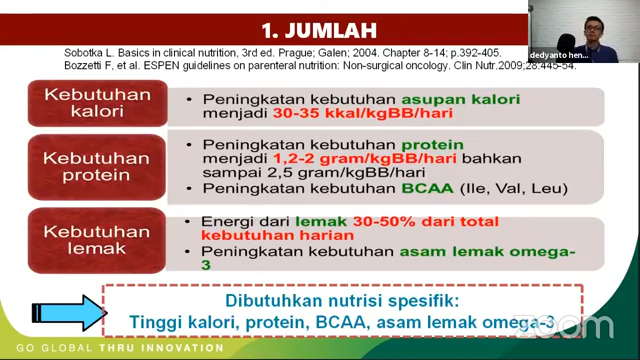 1. JUMLAH
dedyanto hen...
Sobotka L. Basics in clinical nutrition, 3rd ed. Prague; Galen; 2004. Chapter 8-14; p.392-405.
Bozzetti F, et al. ESPEN guidelines on parenteral nutrition: Non-surgical oncology. Clin Nutr.2009;28:445-54.
Kebutuhan
kalori
• Peningkatan kebutuhan asupan kalori
menjadi 30-35 kkal/kgBB/hari
Kebutuhan
protein
• Peningkatan kebutuhan protein
menjadi 1,2-2 gram/kgBB/hari bahkan
sampai 2,5 gram/kgBB/hari
• Peningkatan kebutuhan BCAA (Ile, Val, Leu)
Kebutuhan
lemak
• Energi dari lemak 30-50% dari total
kebutuhan harian
• Peningkatan kebutuhan asam lemak omega-
3
Dibutuhkan nutrisi spesifik:
Tinggi kalori, protein, BCAA, asam lemak omega-3
zoom
GO GLOBAL THRU INNOVATION